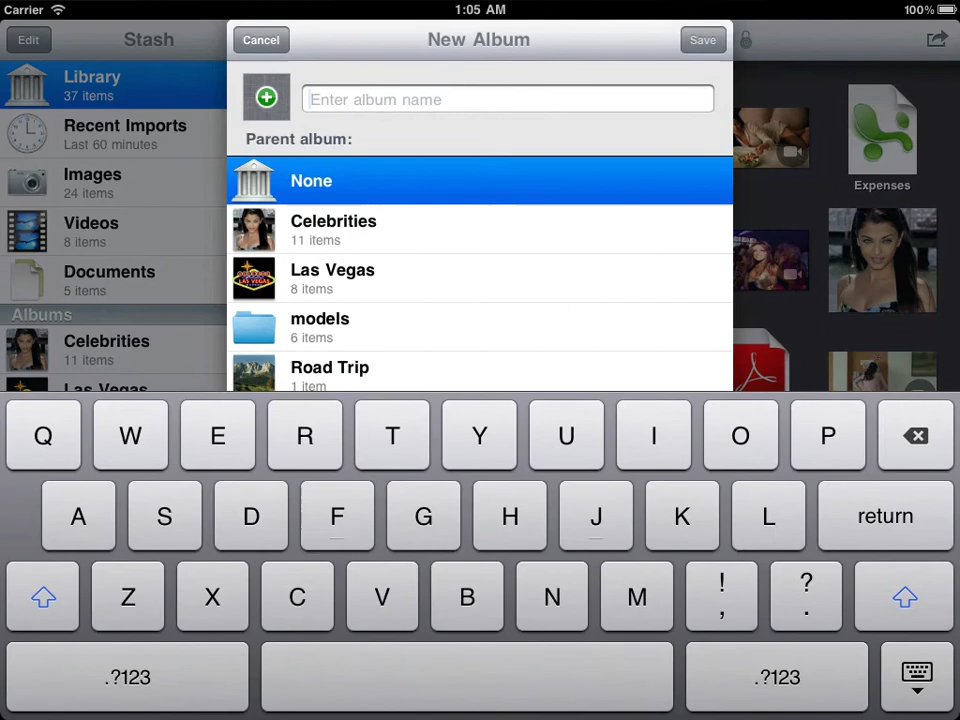 Carrier 1:05 AM 100%
Edit Stash
Cancel New Album Save
Library
37 items
Recent Imports
Last 60 minutes
Images
24 items
Videos
8 items
Documents
5 items
Albums
Celebrities
11 items
Las Vegas
Enter album name
Parent album:
None
Celebrities
11 items
Las Vegas
8 items
models
6 items
Road Trip
1 item
Expenses
Q W E R T Y U I O P
A S D F G H J K L return
Z X C V B N M ! , ? .
.?123 .?123